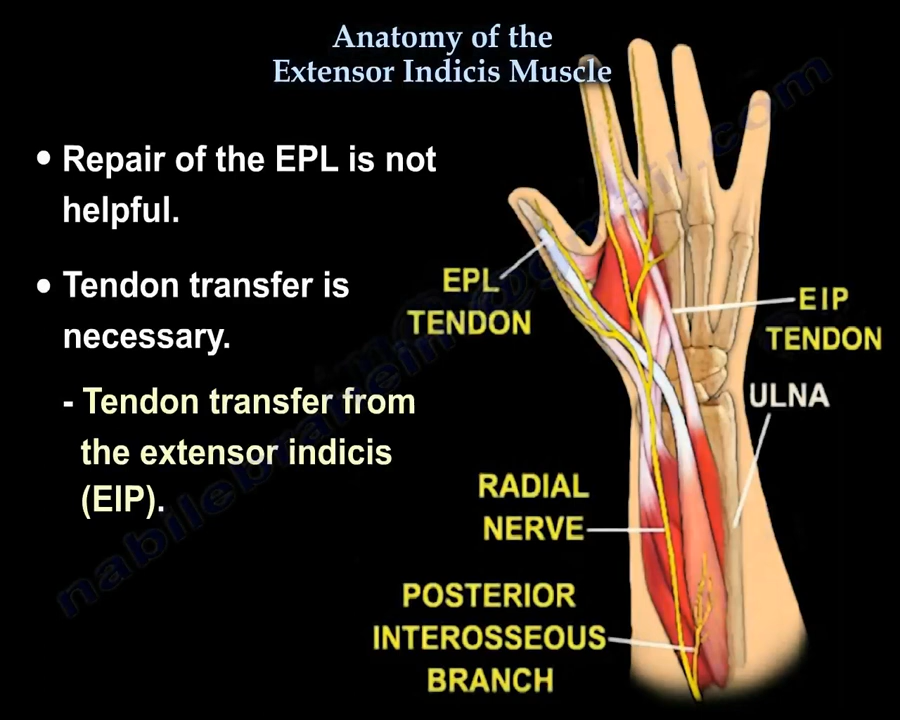 Anatomy of the
Extensor Indicis Muscle
• Repair of the EPL is not
helpful.
• Tendon transfer is
necessary.
- Tendon transfer from
the extensor indicis
(EIP).
EPL
TENDON
EIP
TENDON
ULNA
RADIAL
NERVE
POSTERIOR
INTEROSSEOUS
BRANCH